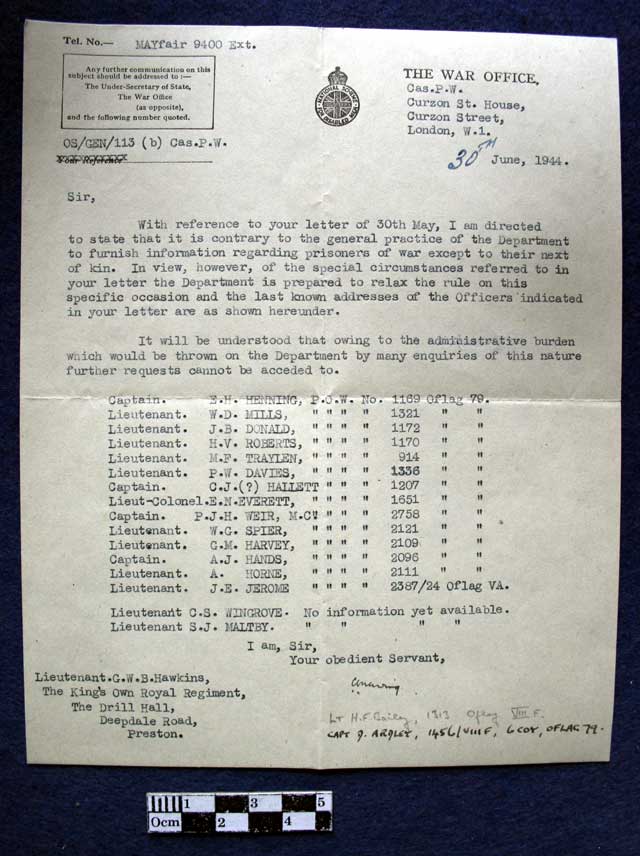 Tel. No.— MAYfair 9400 Ext.
Any further communication on this
subject should be addressed to :—
The Under-Secretary of State,
The War Office
(as opposite),
and the following number quoted.
OS/GEN/113 (b) Cas.P.W.
Your Reference
NATIONAL SCHEME
FOR DISABLED MEN
THE WAR OFFICE,
Cas.P.W.
Curzon St. House,
Curzon Street,
London, W.1.
30TH June, 1944.
Sir,
With reference to your letter of 30th May, I am directed
to state that it is contrary to the general practice of the Department
to furnish information regarding prisoners of war except to their next
of kin. In view, however, of the special circumstances referred to in
your letter the Department is prepared to relax the rule on this
specific occasion and the last known addresses of the Officers indicated
in your letter are as shown hereunder.
It will be understood that owing to the administrative burden
which would be thrown on the Department by many enquiries of this nature
further requests cannot be acceded to.
Captain. E.H. HENNING, P.O.W. No. 1169 Oflag 79.
Lieutenant. W.D. MILLS, " " " " 1321 " "
Lieutenant. J.B. DONALD, " " " " 1172 " "
Lieutenant. H.V. ROBERTS, " " " " 1170 " "
Lieutenant. M.F. TRAYLEN, " " " " 914 " "
Lieutenant. P.W. DAVIES, " " " " 1336 " "
Captain. C.J.(?) HALLETT " " " " 1207 " "
Lieut-Colonel.E.N.EVERETT, " " " " 1651 " "
Captain. P.J.H. WEIR, M.C. " " " " 2758 " "
Lieutenant. W.G. SPIER, " " " " 2121 " "
Lieutenant. G.M. HARVEY, " " " " 2109 " "
Captain. A.J. HANDS, " " " " 2096 " "
Lieutenant. A. HORNE, " " " " 2111 " "
Lieutenant. J.E. JEROME " " " " 2387/24 Oflag VA.
Lieutenant C.S. WINGROVE. No information yet available.
Lieutenant S.J. MALTBY. " " " "
I am, Sir,
Your obedient Servant,
Lieutenant.G.W.B.Hawkins,
The King's Own Royal Regiment,
The Drill Hall,
Deepdale Road,
Preston.
Lt H.F. Bailey, 1313 Oflag VIII F.
CAPT J. ARDLEY, 1456/VIIIF, 6 COY, OFLAG 79.
0cm 1 2 3 4 5